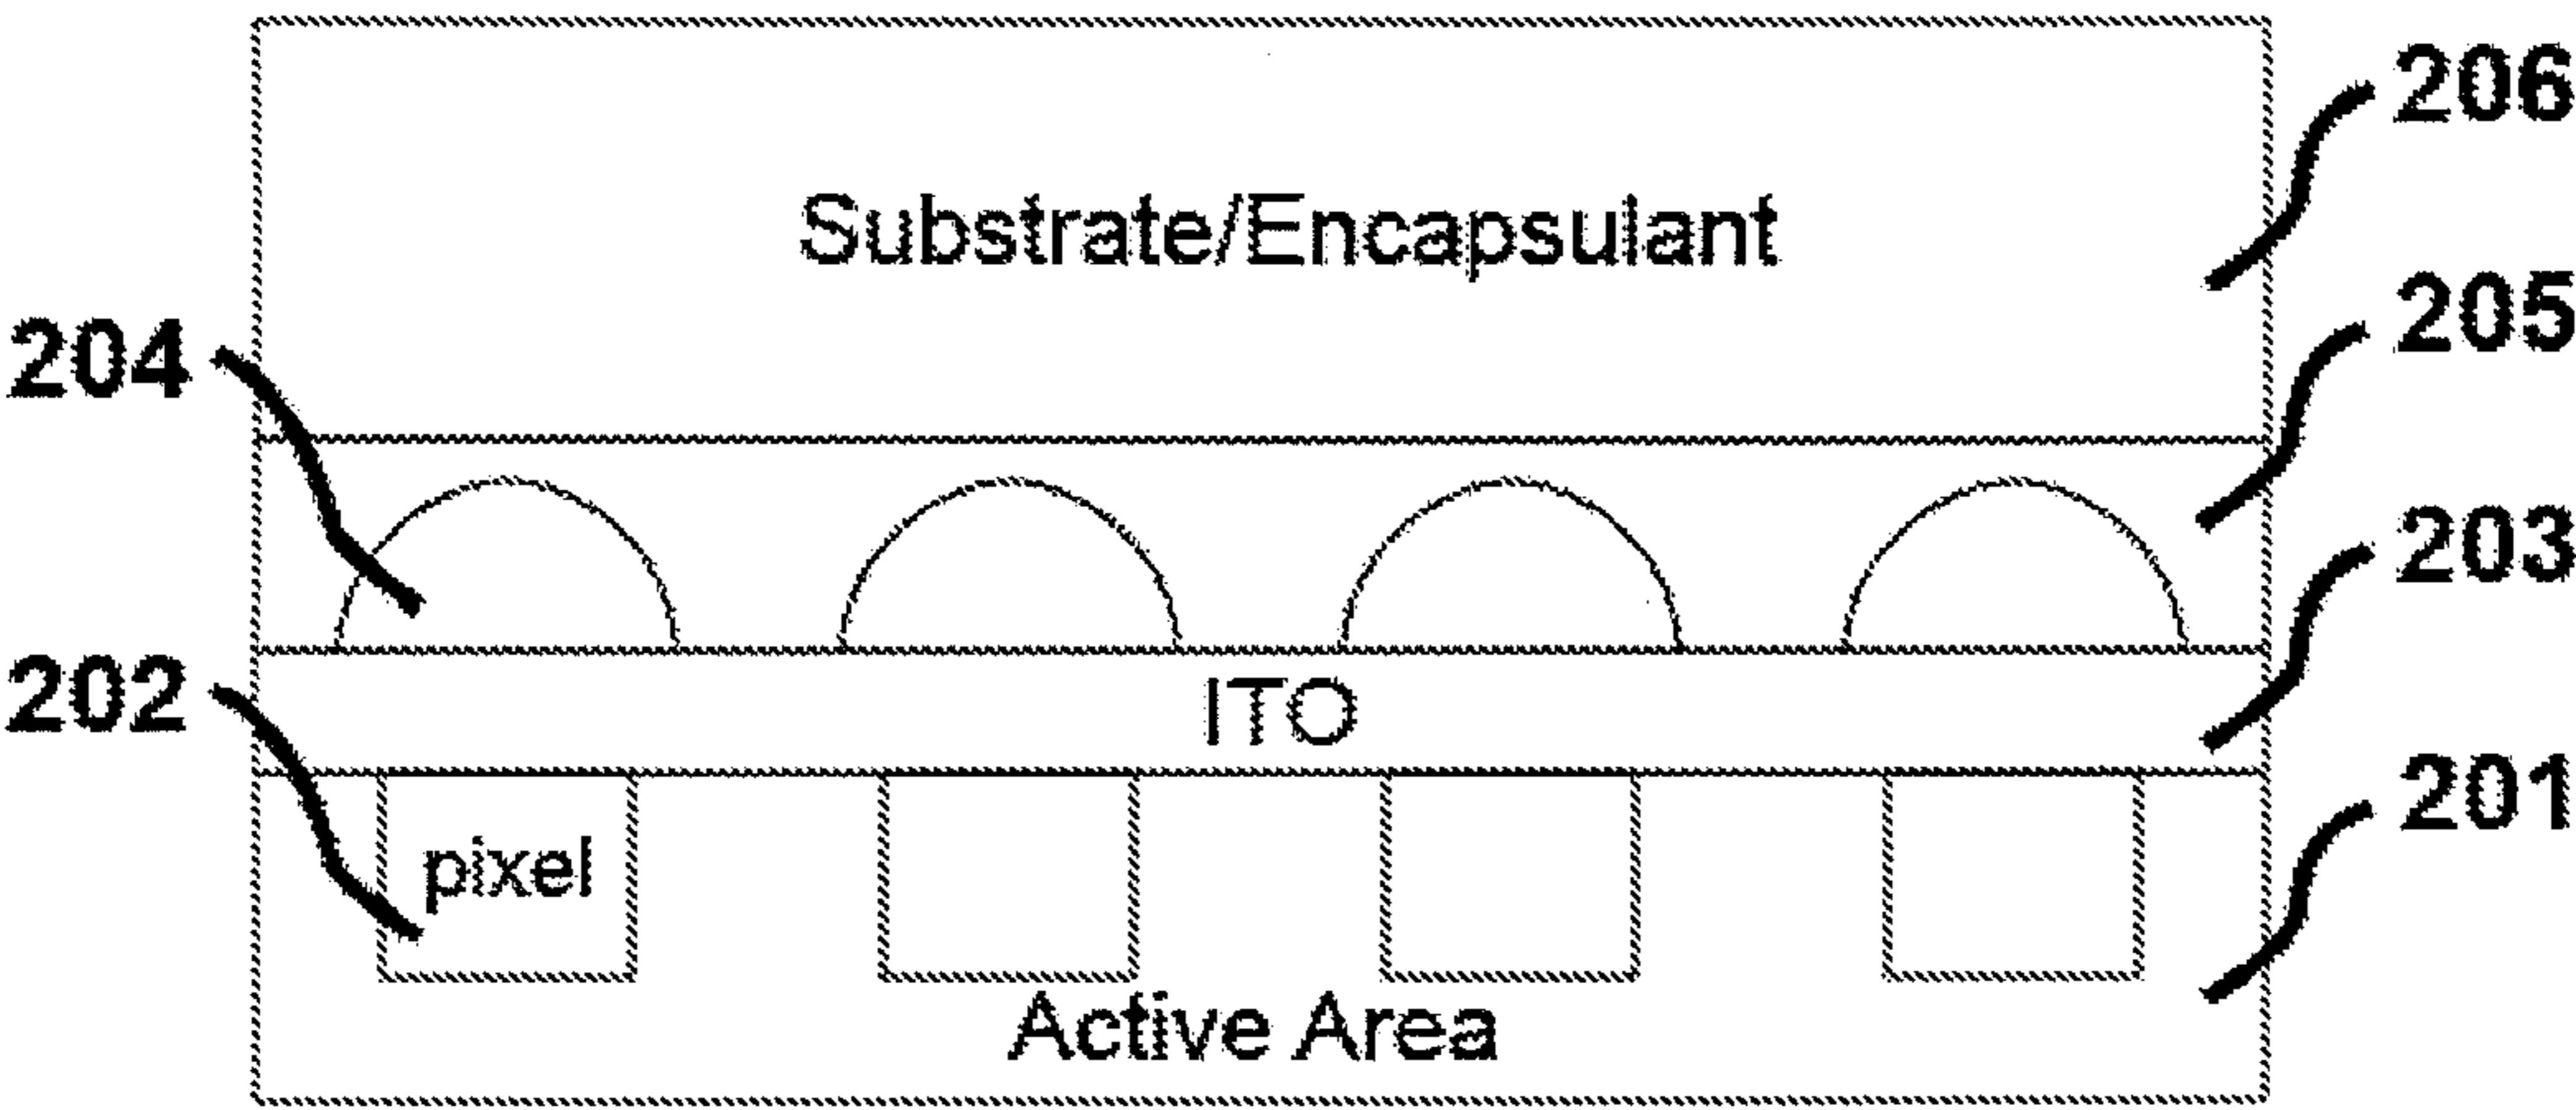 206
Substrate/Encapsulant
205
204
203
202
ITO
201
pixel
Active Area